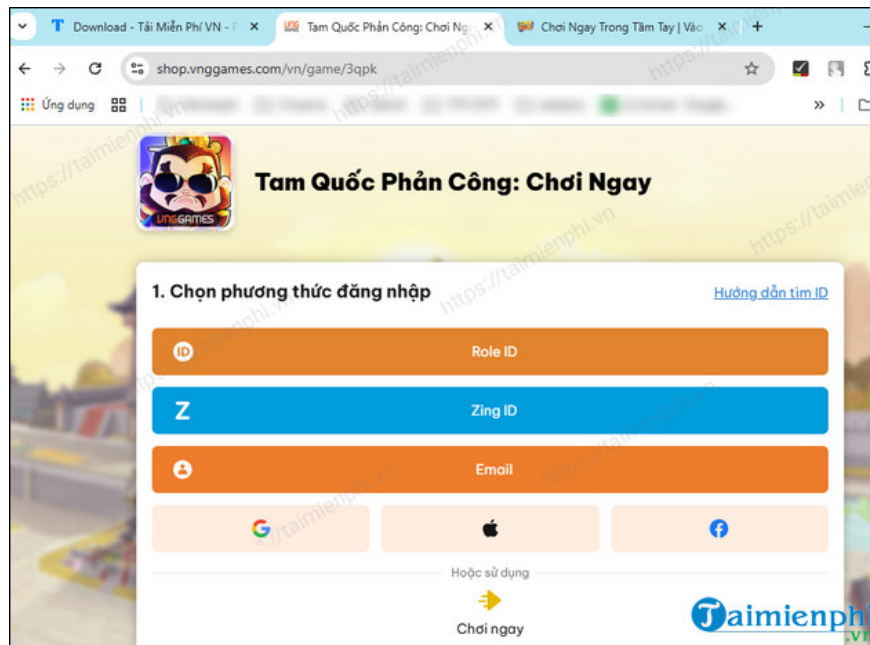 Download - Tải Miễn Phí VN - P
Tam Quốc Phản Công: Chơi Ng
Chơi Ngay Trong Tầm Tay | Vào
shop.vnggames.com/vn/game/3qpk
Ứng dụng
VNGGAMES
Tam Quốc Phản Công: Chơi Ngay
1. Chọn phương thức đăng nhập
Hướng dẫn tìm ID
ID
Role ID
Z
Zing ID
Email
Hoặc sử dụng
Chơi ngay
Taimienphi
.vn
https://taimienphi.vn